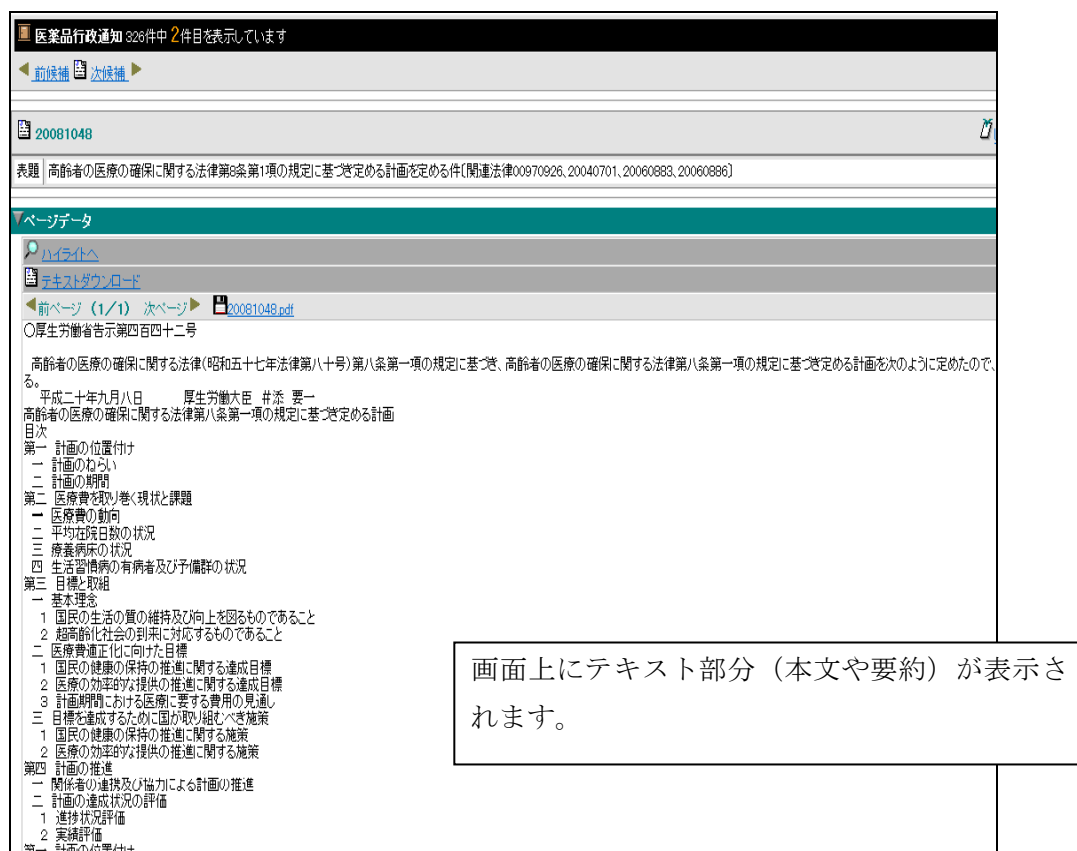 医薬品行政通知 326件中 2件目を表示しています
前候補 次候補
20081048
表題 高齢者の医療の確保に関する法律第8条第1項の規定に基づき定める計画を定める件〔関連法律00970926、20040701、20060883、20060886〕
ページデータ
ハイライトへ
テキストダウンロード
前ページ (1/1) 次ページ 20081048.pdf
○厚生労働省告示第四百四十二号
高齢者の医療の確保に関する法律(昭和五十七年法律第八十号)第八条第一項の規定に基づき、高齢者の医療の確保に関する法律第八条第一項の規定に基づき定める計画を次のように定めたので、
る。
平成二十年九月八日 厚生労働大臣 舛添 要一
高齢者の医療の確保に関する法律第八条第一項の規定に基づき定める計画
目次
第一 計画の位置付け
一 計画のねらい
二 計画の期間
第二 医療費を取り巻く現状と課題
一 医療費の動向
二 平均在院日数の状況
三 療養病床の状況
四 生活習慣病の有病者及び予備群の状況
第三 目標と取組
一 基本理念
1 国民の生活の質の維持及び向上を図るものであること
2 超高齢化社会の到来に対応するものであること
二 医療費適正化に向けた目標
1 国民の健康の保持の推進に関する達成目標
2 医療の効率的な提供の推進に関する達成目標
3 計画期間における医療に要する費用の見通し
三 目標を達成するために国が取り組むべき施策
1 国民の健康の保持の推進に関する施策
2 医療の効率的な提供の推進に関する施策
第四 計画の推進
一 関係者の連携及び協力による計画の推進
二 計画の達成状況の評価
1 進捗状況評価
2 実績評価
第一 計画の位置付け
画面上にテキスト部分（本文や要約）が表示さ
れます。